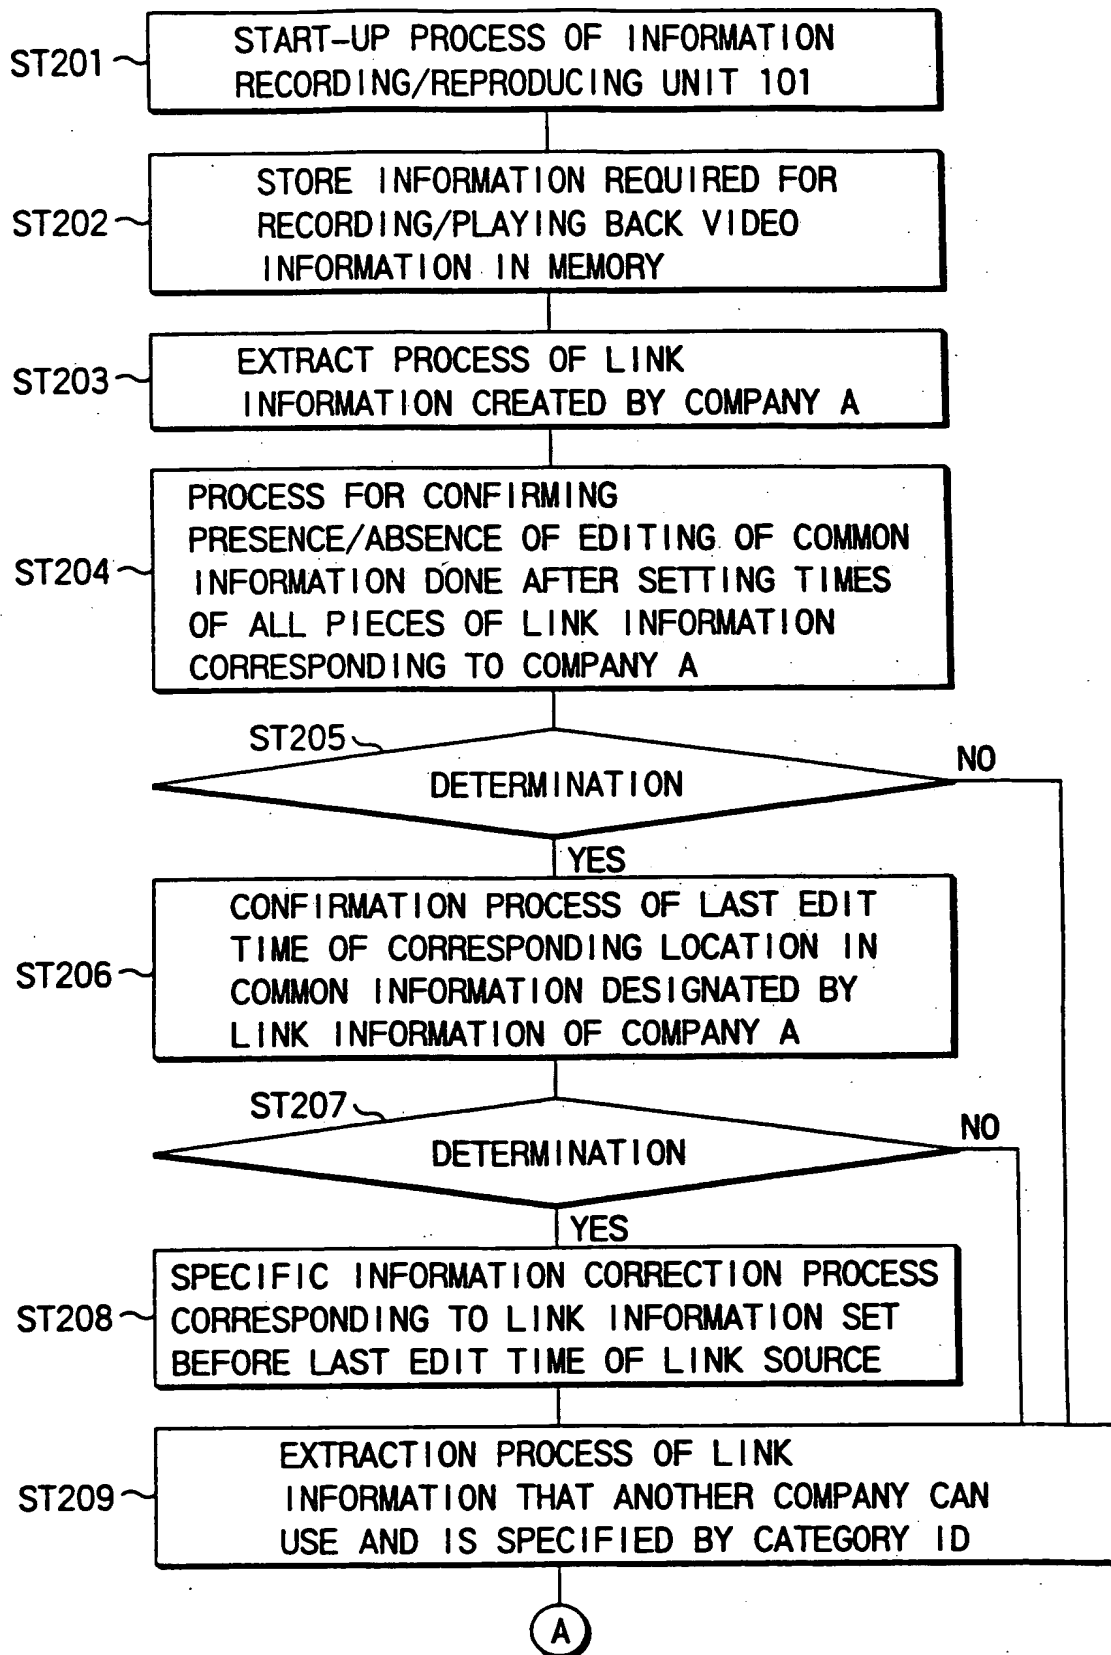 ST201
START-UP PROCESS OF INFORMATION
RECORDING/REPRODUCING UNIT 101
ST202
STORE INFORMATION REQUIRED FOR
RECORDING/PLAYING BACK VIDEO
INFORMATION IN MEMORY
ST203
EXTRACT PROCESS OF LINK
INFORMATION CREATED BY COMPANY A
ST204
PROCESS FOR CONFIRMING
PRESENCE/ABSENCE OF EDITING OF COMMON
INFORMATION DONE AFTER SETTING TIMES
OF ALL PIECES OF LINK INFORMATION
CORRESPONDING TO COMPANY A
ST205
DETERMINATION
NO
YES
ST206
CONFIRMATION PROCESS OF LAST EDIT
TIME OF CORRESPONDING LOCATION IN
COMMON INFORMATION DESIGNATED BY
LINK INFORMATION OF COMPANY A
ST207
DETERMINATION
NO
YES
ST208
SPECIFIC INFORMATION CORRECTION PROCESS
CORRESPONDING TO LINK INFORMATION SET
BEFORE LAST EDIT TIME OF LINK SOURCE
ST209
EXTRACTION PROCESS OF LINK
INFORMATION THAT ANOTHER COMPANY CAN
USE AND IS SPECIFIED BY CATEGORY ID
A